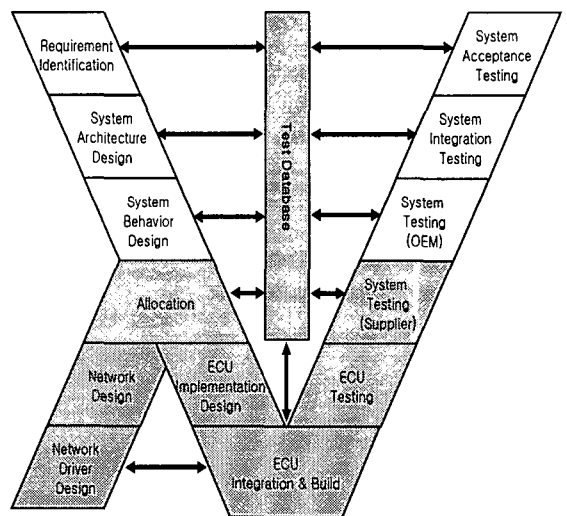 Requirement
Identification
System
Architecture
Design
System
Behavior
Design
Allocation
Network
Design
ECU
Implementation
Design
Network
Driver
Design
ECU
Integration & Build
Test Database
System
Acceptance
Testing
System
Integration
Testing
System
Testing
(OEM)
System
Testing
(Supplier)
ECU
Testing